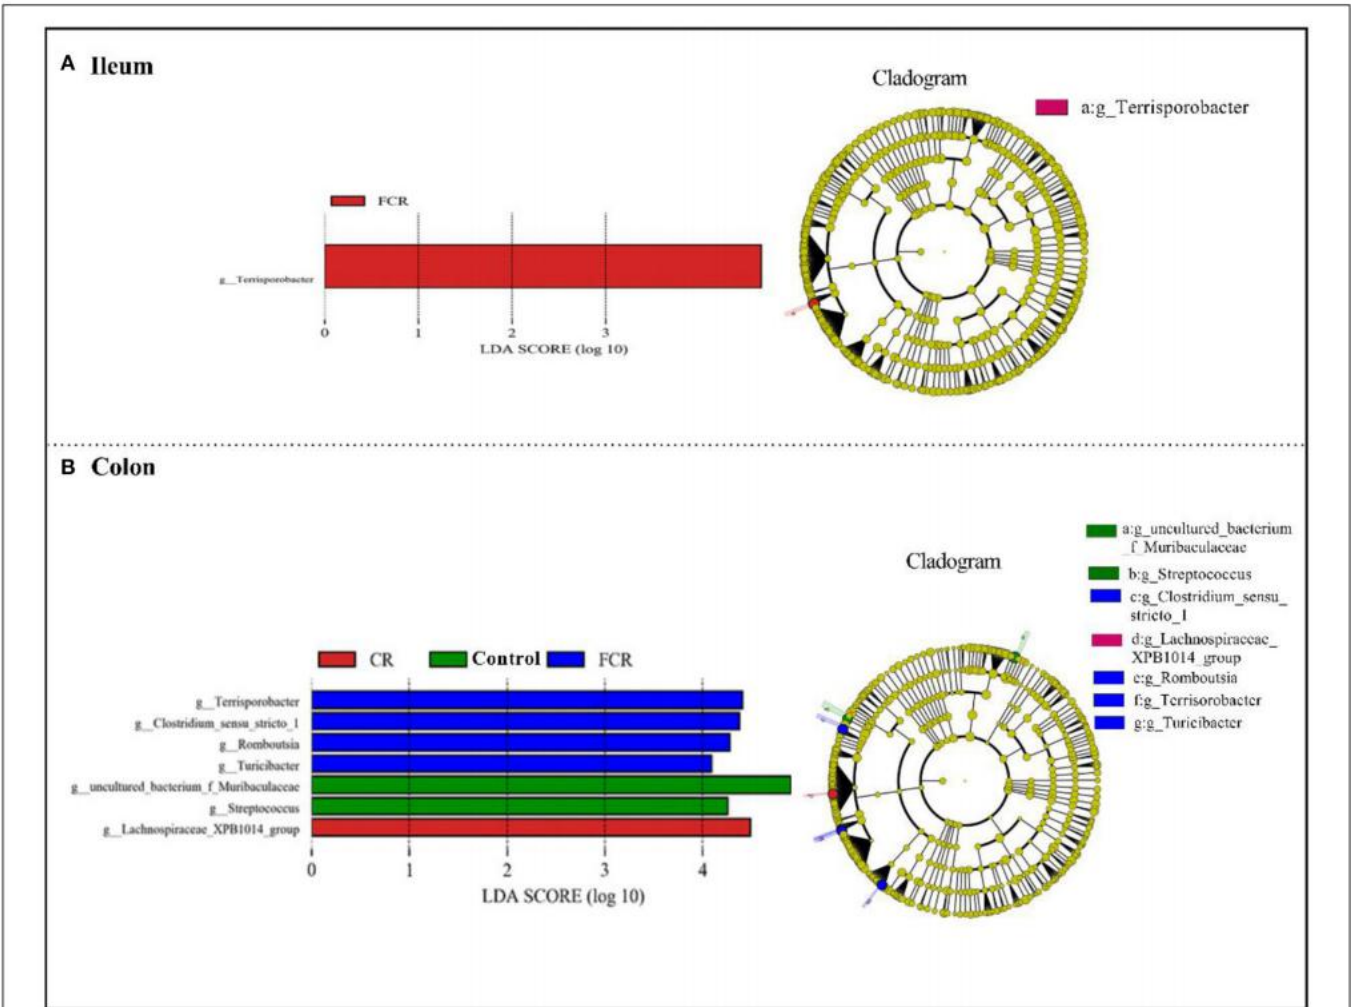 A Ileum
Cladogram
a:g_Terrisporobacter
FCR
g__Terrisporobacter
0 1 2 3
LDA SCORE (log 10)
B Colon
Cladogram
a:g_uncultured_bacterium
_f_Muribaculaceae
b:g_Streptococcus
c:g_Clostridium_sensu_
stricto_1
d:g_Lachnospiraceae_
XPB1014_group
e:g_Romboutsia
f:g_Terrisorobacter
g:g_Turicibacter
CR Control FCR
g__Terrisporobacter
g__Clostridium_sensu_stricto_1
g__Romboutsia
g__Turicibacter
g__uncultured_bacterium_f_Muribaculaceae
g__Streptococcus
g__Lachnospiraceae_XPB1014_group
0 1 2 3 4
LDA SCORE (log 10)